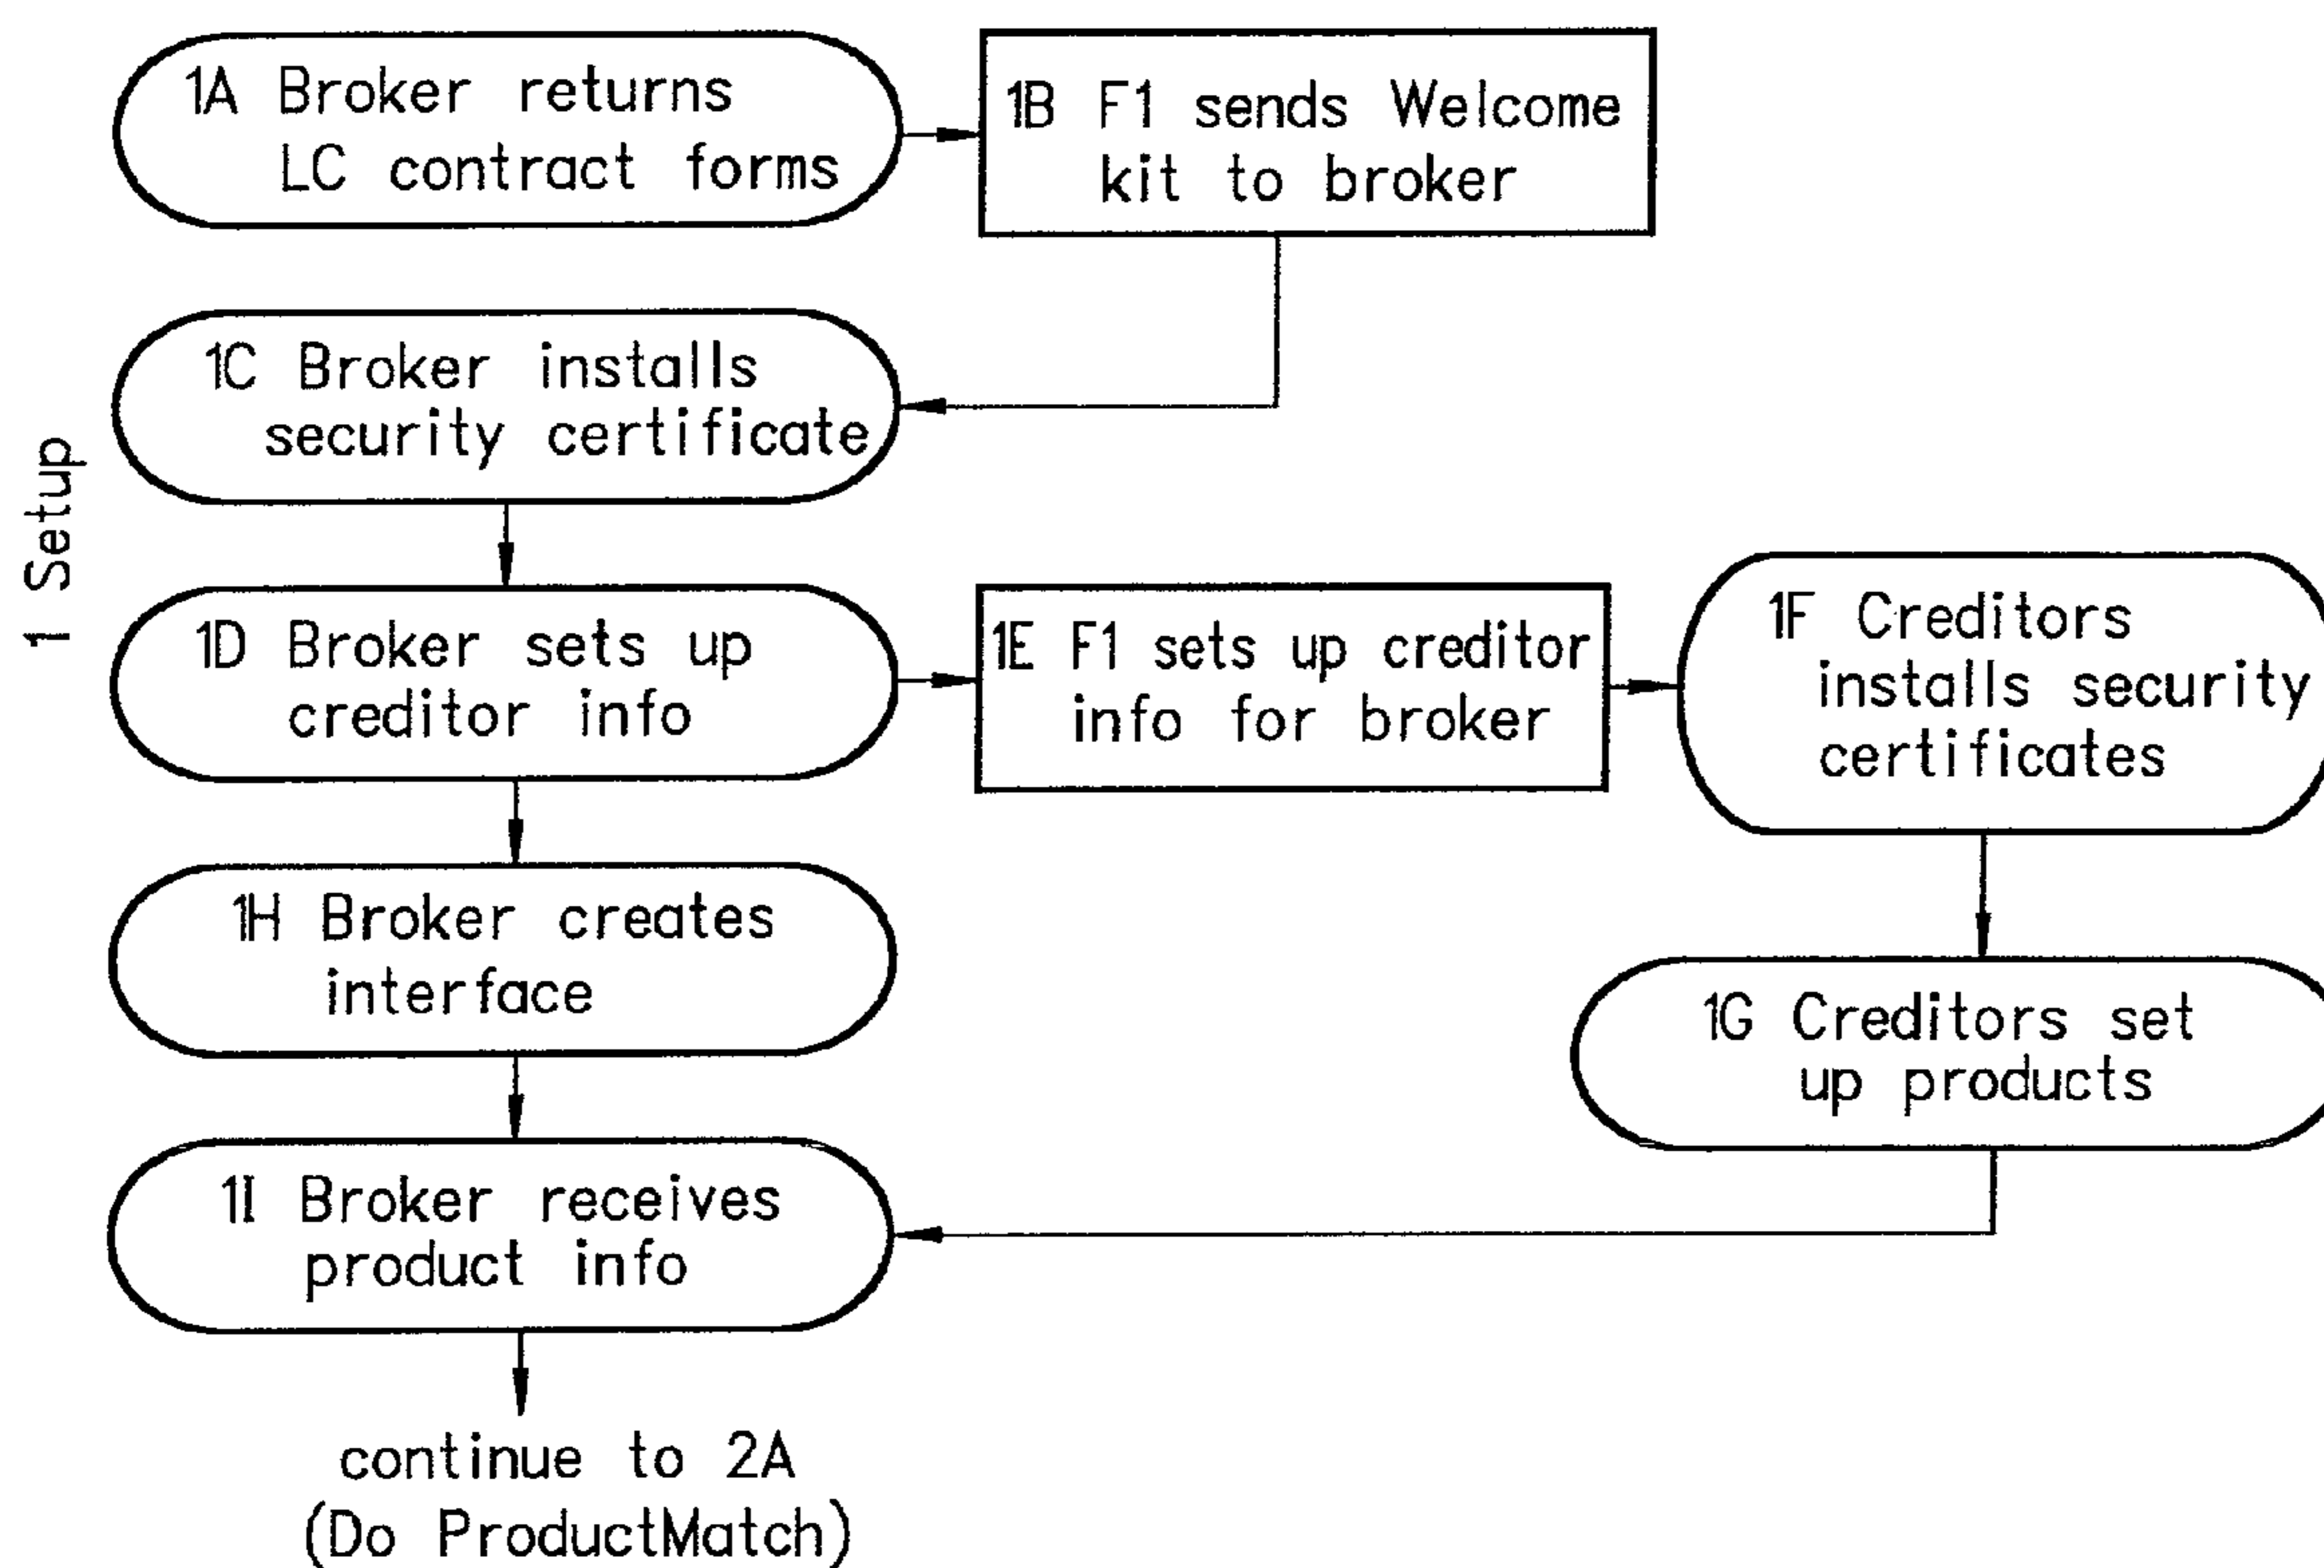 1A Broker returns
LC contract forms
1B F1 sends Welcome
kit to broker
1C Broker installs
security certificate
1 Setup
1D Broker sets up
creditor info
1E F1 sets up creditor
info for broker
1F Creditors
installs security
certificates
1H Broker creates
interface
1G Creditors set
up products
1I Broker receives
product info
continue to 2A
(Do ProductMatch)